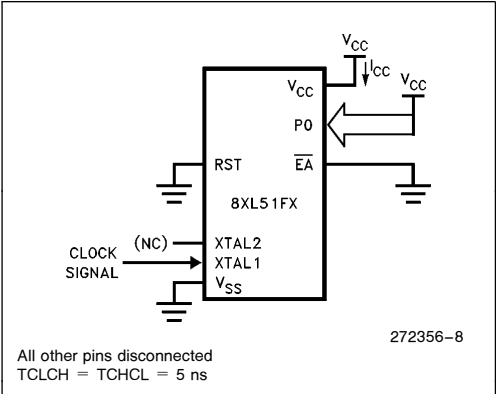 VCC
ICC
VCC
VCC
P0
RST
EA
8XL51FX
(NC)
XTAL2
CLOCK
SIGNAL
XTAL1
VSS
272356–8
All other pins disconnected
TCLCH = TCHCL = 5 ns